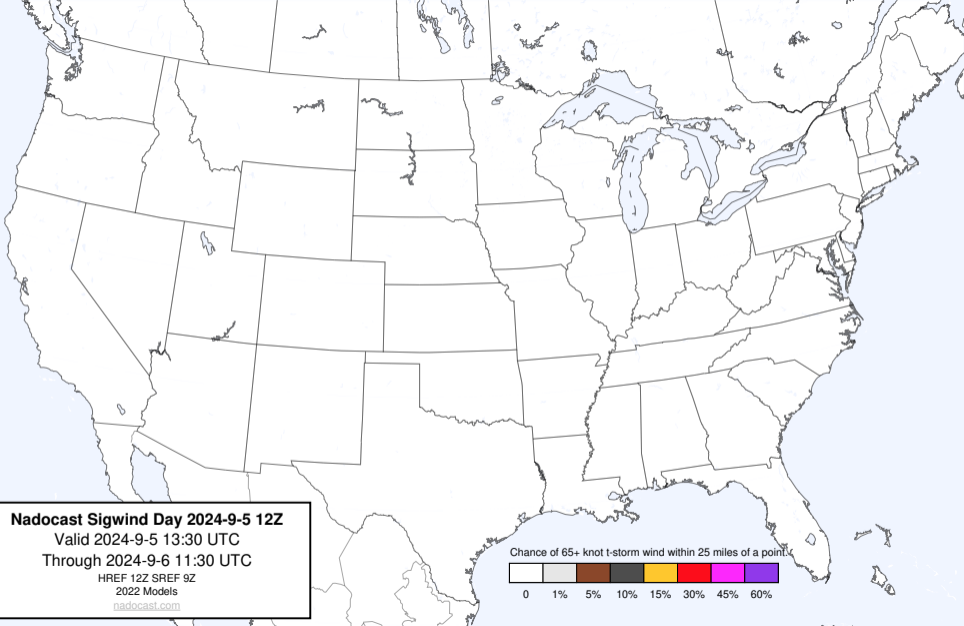 Nadocast Sigwind Day 2024-9-5 12Z
Valid 2024-9-5 13:30 UTC
Through 2024-9-6 11:30 UTC
HREF 12Z SREF 9Z
2022 Models
nadocast.com
Chance of 65+ knot t-storm wind within 25 miles of a point.
0 1% 5% 10% 15% 30% 45% 60%